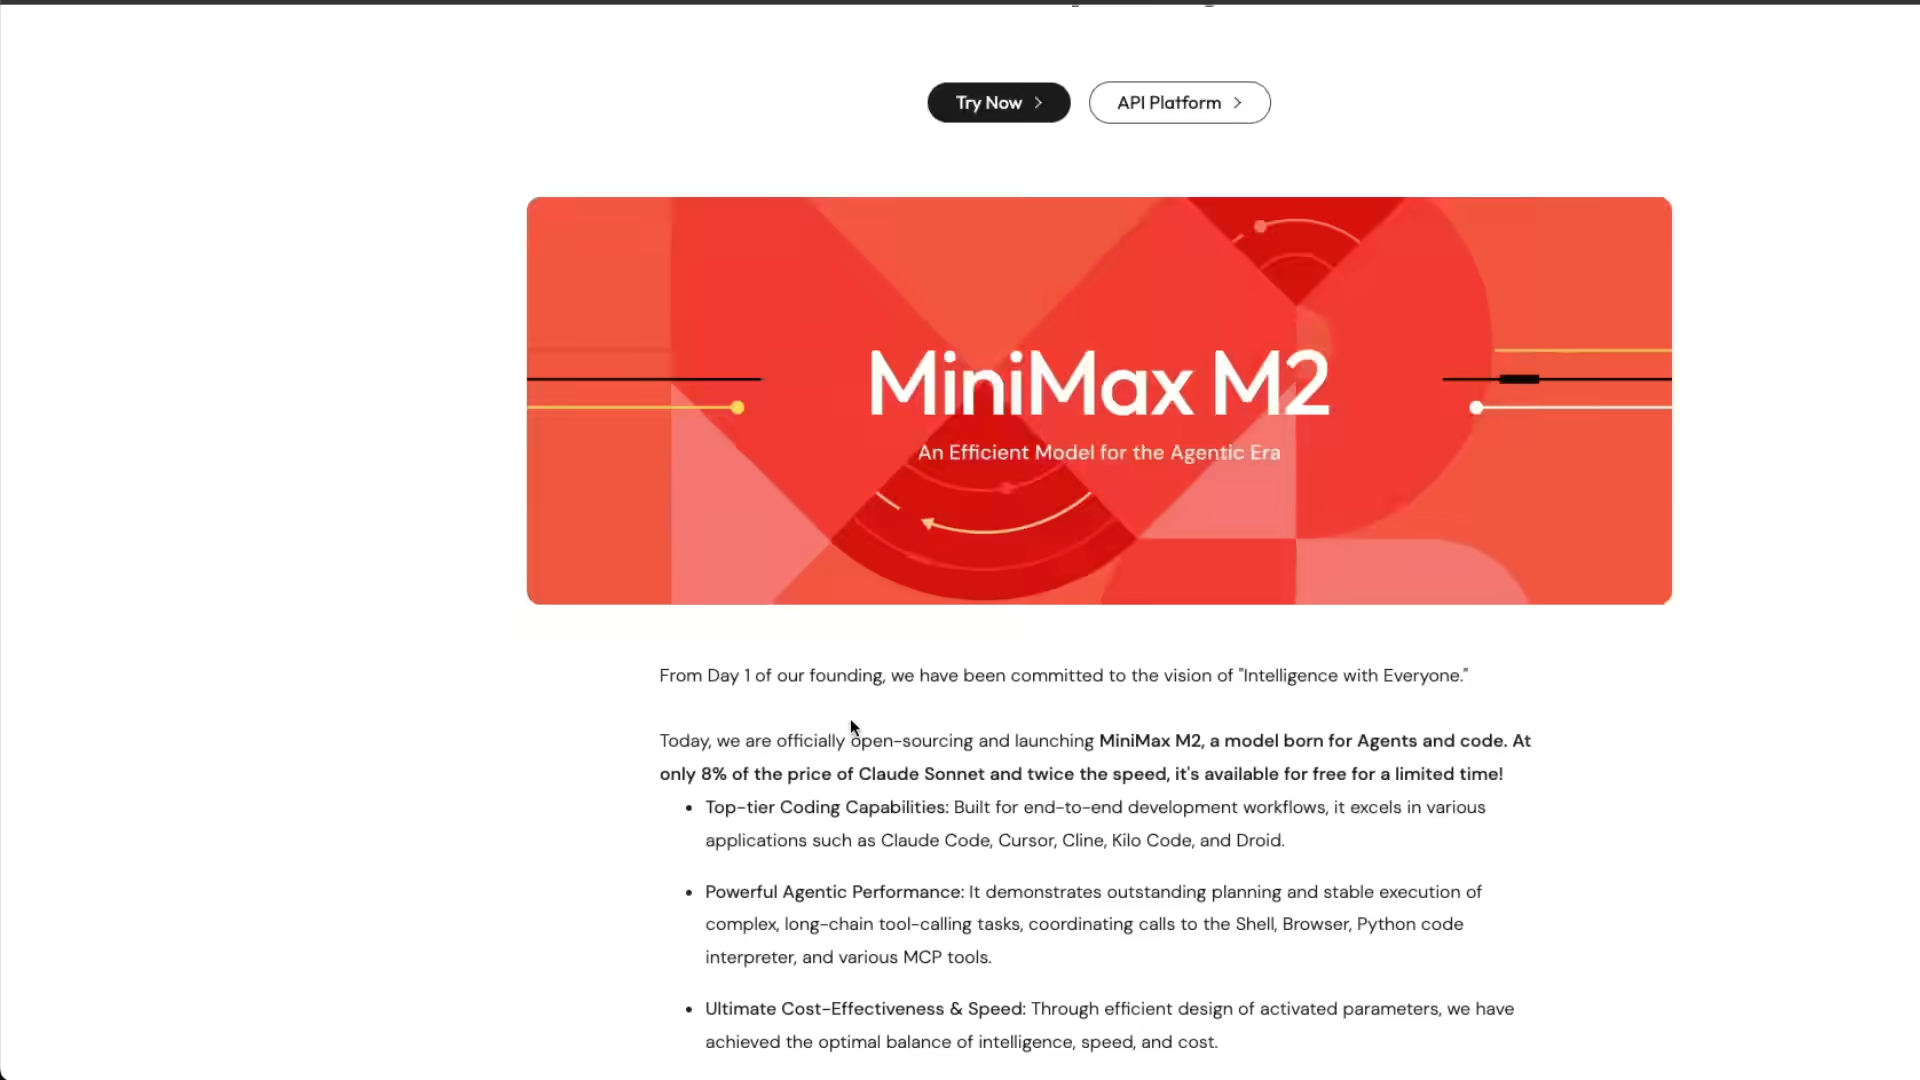 Try Now
API Platform
MiniMax M2
An Efficient Model for the Agentic Era
From Day 1 of our founding, we have been committed to the vision of "Intelligence with Everyone."
Today, we are officially open-sourcing and launching MiniMax M2, a model born for Agents and code. At
only 8% of the price of Claude Sonnet and twice the speed, it's available for free for a limited time!
• Top-tier Coding Capabilities: Built for end-to-end development workflows, it excels in various
applications such as Claude Code, Cursor, Cline, Kilo Code, and Droid.
• Powerful Agentic Performance: It demonstrates outstanding planning and stable execution of
complex, long-chain tool-calling tasks, coordinating calls to the Shell, Browser, Python code
interpreter, and various MCP tools.
• Ultimate Cost-Effectiveness & Speed: Through efficient design of activated parameters, we have
achieved the optimal balance of intelligence, speed, and cost.